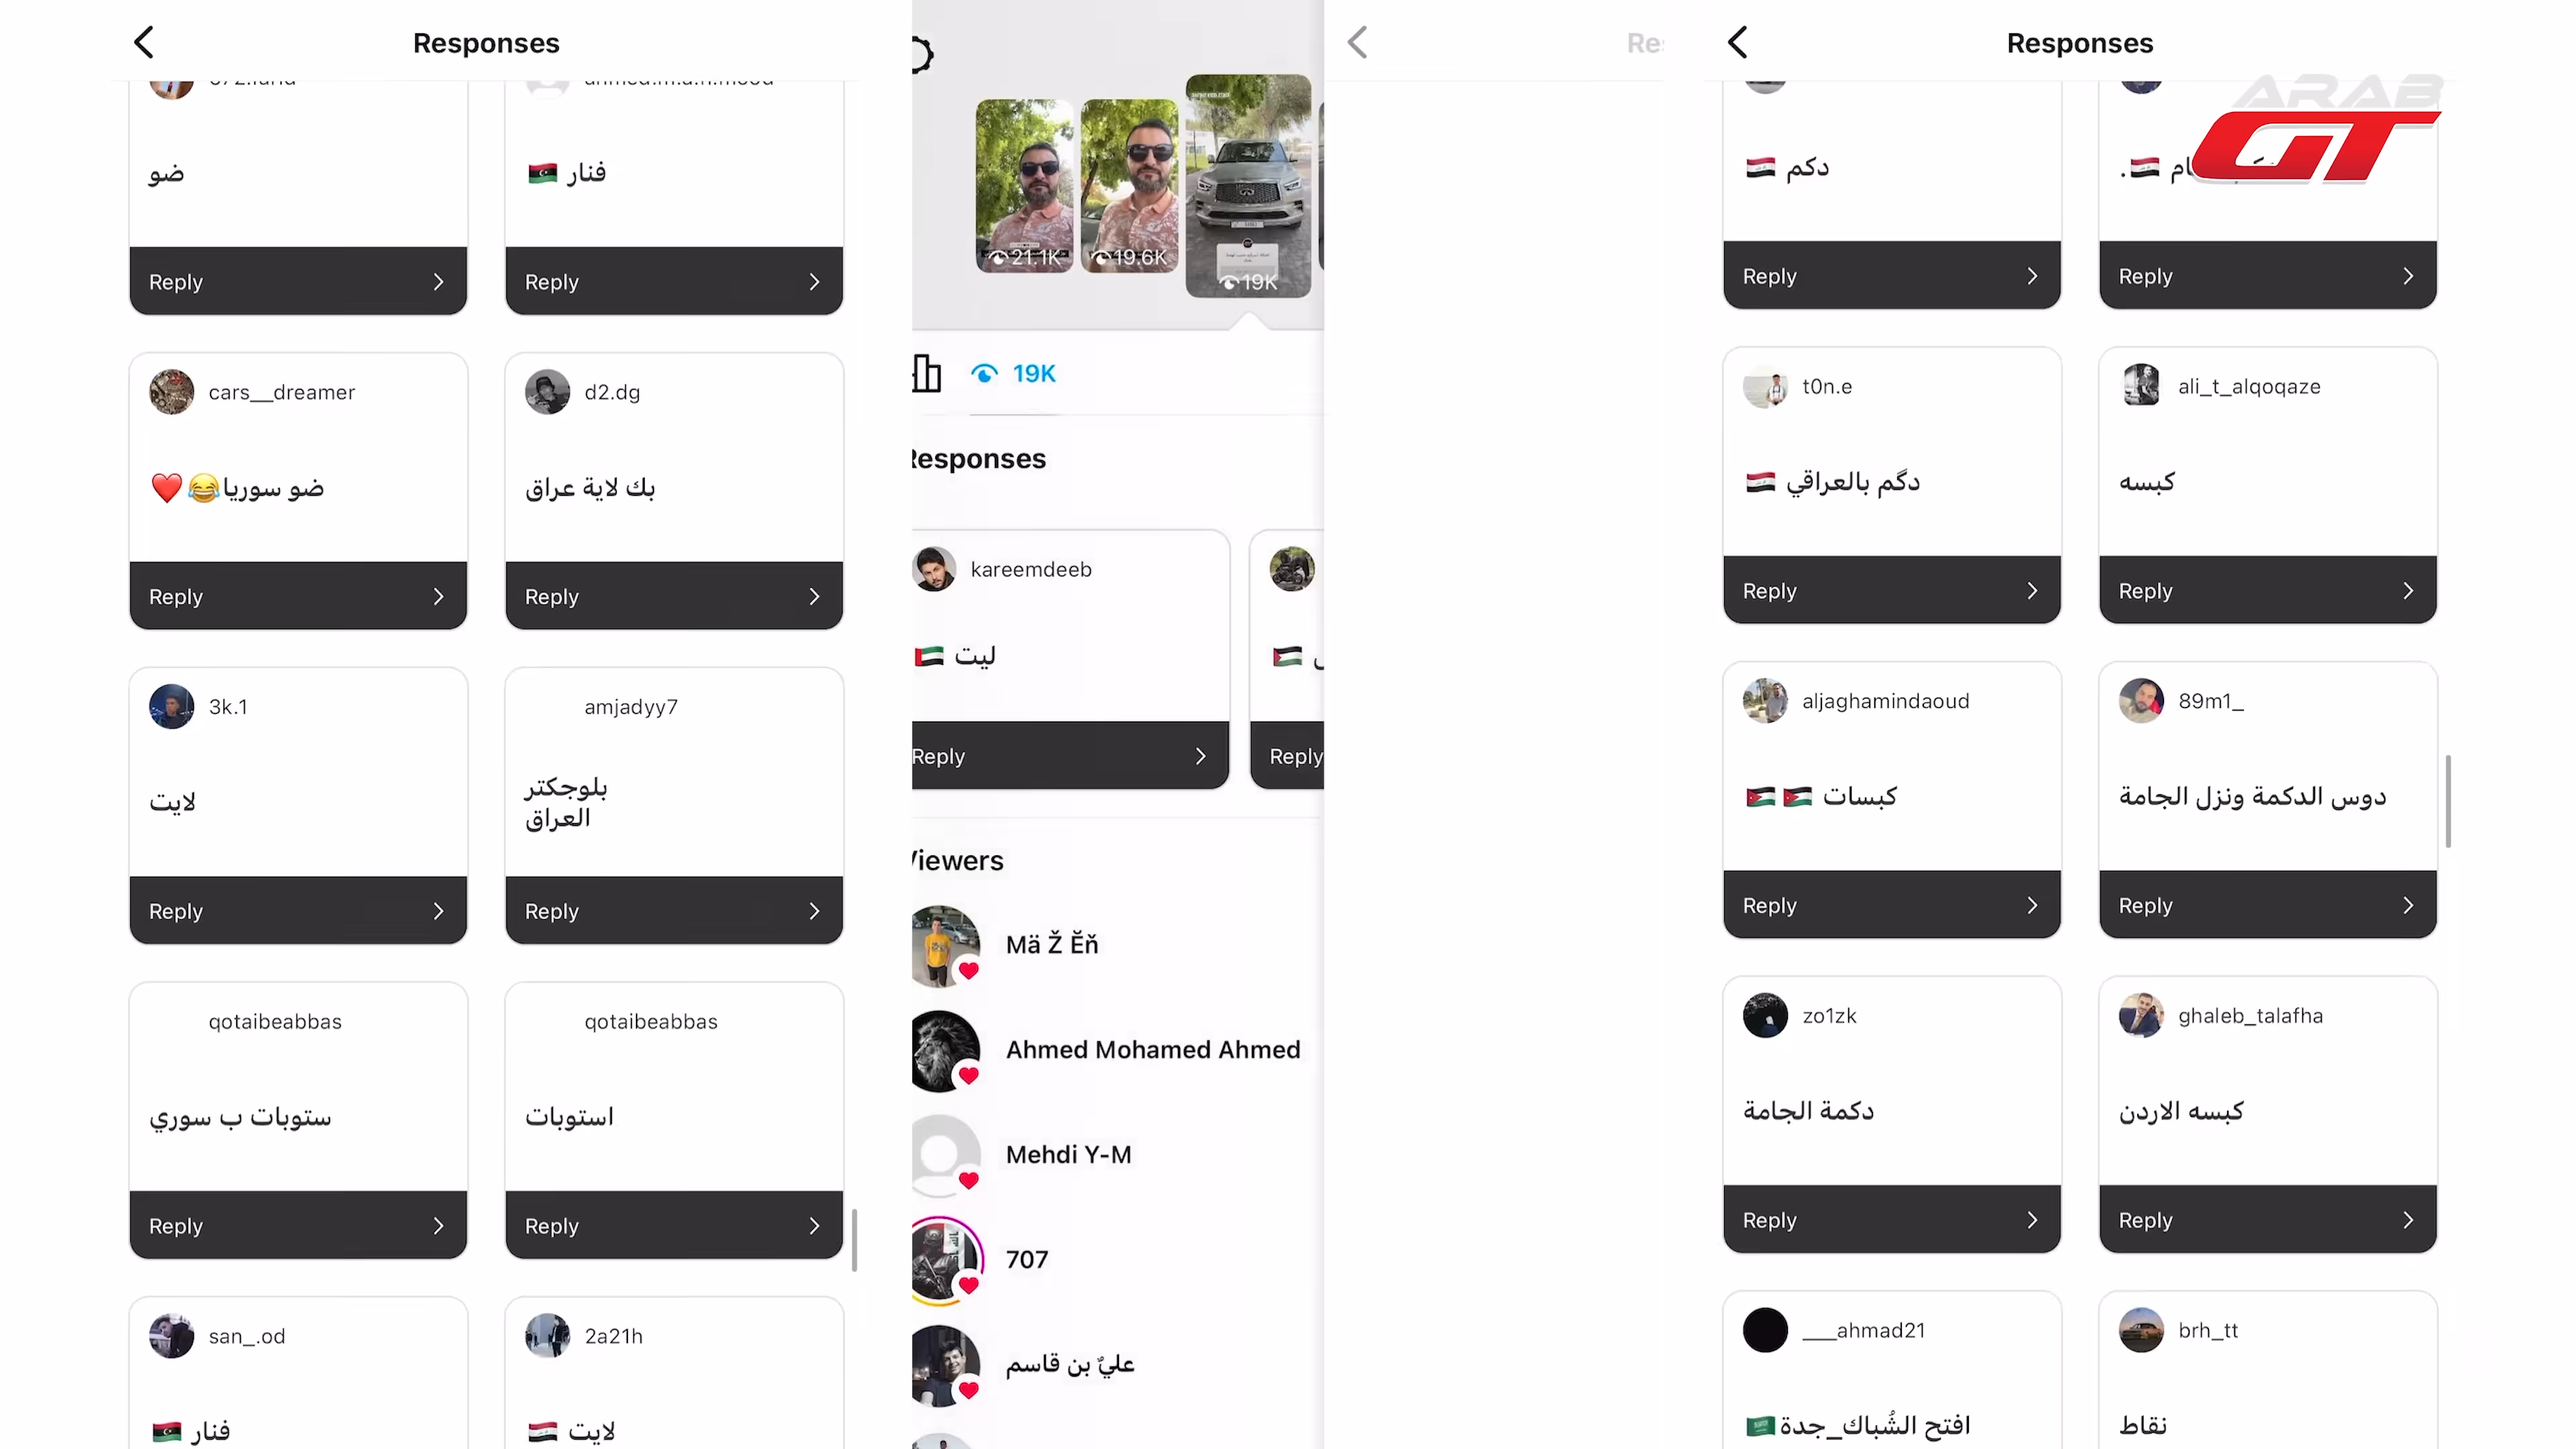 Responses
ضو
Reply
فنار 🇱🇾
Reply
cars__dreamer
ضو سوريا😂❤️
Reply
d2.dg
بك لاية عراق
Reply
3k.1
لايت
Reply
amjadyy7
بلوجكتر
العراق
Reply
qotaibeabbas
ستوبات ب سوري
Reply
qotaibeabbas
استوبات
Reply
san_.od
فنار 🇱🇾
2a21h
لايت 🇮🇶
21.1K
19.6K
19K
19K
Responses
kareemdeeb
ليت 🇦🇪
Reply
Reply
Viewers
Mä Ž Ěň
Ahmed Mohamed Ahmed
Mehdi Y-M
707
عليٌ بن قاسم
Responses
ARAB
GT
دكم 🇮🇶
Reply
Reply
t0n.e
دگم بالعراقي 🇮🇶
Reply
ali_t_alqoqaze
كبسه
Reply
aljaghamindaoud
كبسات 🇯🇴 🇯🇴
Reply
89m1_
دوس الدكمة ونزل الجامة
Reply
zo1zk
دكمة الجامة
Reply
ghaleb_talafha
كبسه الاردن
Reply
___ahmad21
افتح الشُباك_جدة🇸🇦
brh_tt
نقاط